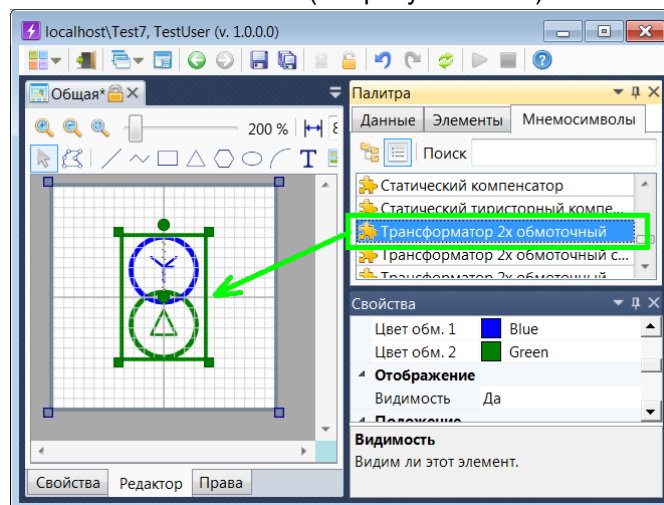 localhost\Test7, TestUser (v. 1.0.0.0)
Общая*
200 %
T
Свойства Редактор Права
Палитра
Данные Элементы Мнемосимволы
Поиск
Статический компенсатор
Статический тиристорный компе...
Трансформатор 2х обмоточный
Трансформатор 2х обмоточный с...
Трансформатор 2х обмоточный
Свойства
Цвет обм. 1 Blue
Цвет обм. 2 Green
Отображение
Видимость Да
Положение
Видимость
Видим ли этот элемент.